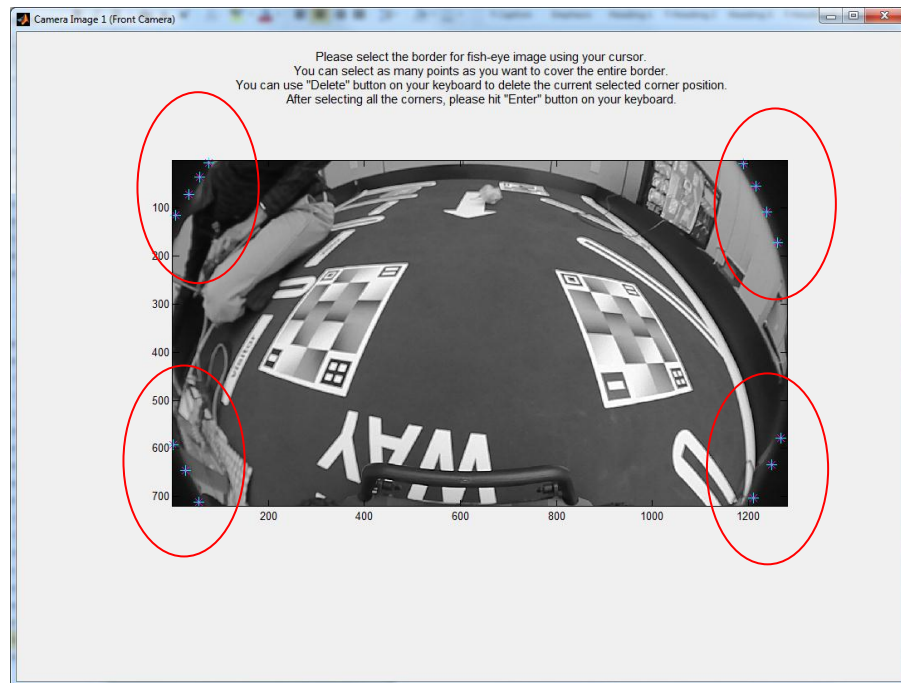 Camera Image 1 (Front Camera)
Please select the border for fish-eye image using your cursor.
You can select as many points as you want to cover the entire border.
You can use "Delete" button on your keyboard to delete the current selected corner position.
After selecting all the corners, please hit "Enter" button on your keyboard.
100
200
300
400
500
600
700
visitor
WAY
200
400
600
800
1000
1200